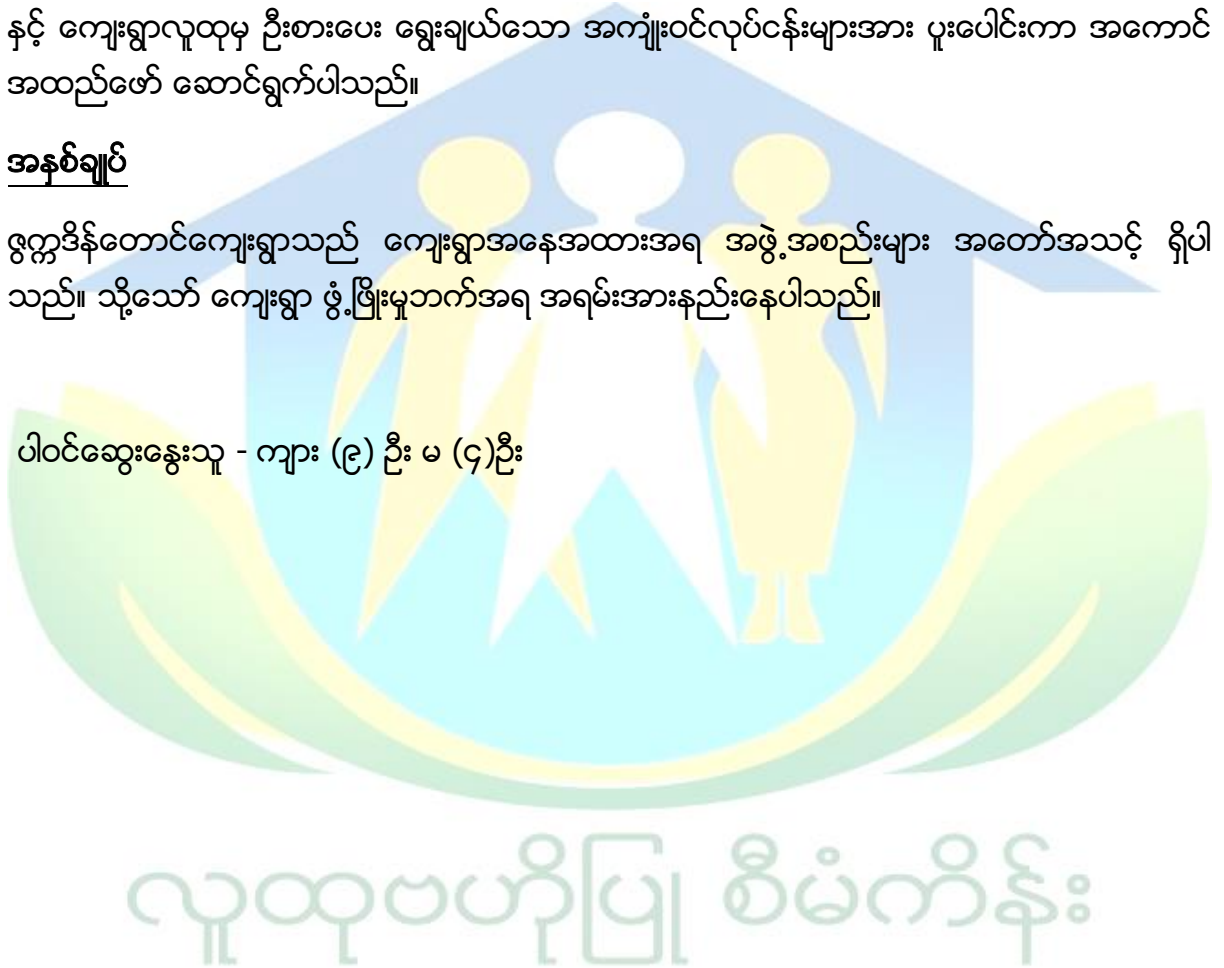 နှင့် ကျေးရွာလူထုမှ ဦးစားပေး ရွေးချယ်သော အကျုံးဝင်လုပ်ငန်းများအား ပူးပေါင်းကာ အကောင်
အထည်ဖော် ဆောင်ရွက်ပါသည်။
အနှစ်ချုပ်
ဇွက္ကဒိန်တောင်ကျေးရွာသည် ကျေးရွာအနေအထားအရ အဖွဲ့အစည်းများ အတော်အသင့် ရှိပါ
သည်။ သို့သော် ကျေးရွာ ဖွံ့ဖြိုးမှုဘက်အရ အရမ်းအားနည်းနေပါသည်။
ပါဝင်ဆွေးနွေးသူ - ကျား (၉) ဦး မ (၄)ဦး
လူထုဗဟိုပြု စီမံကိန်း